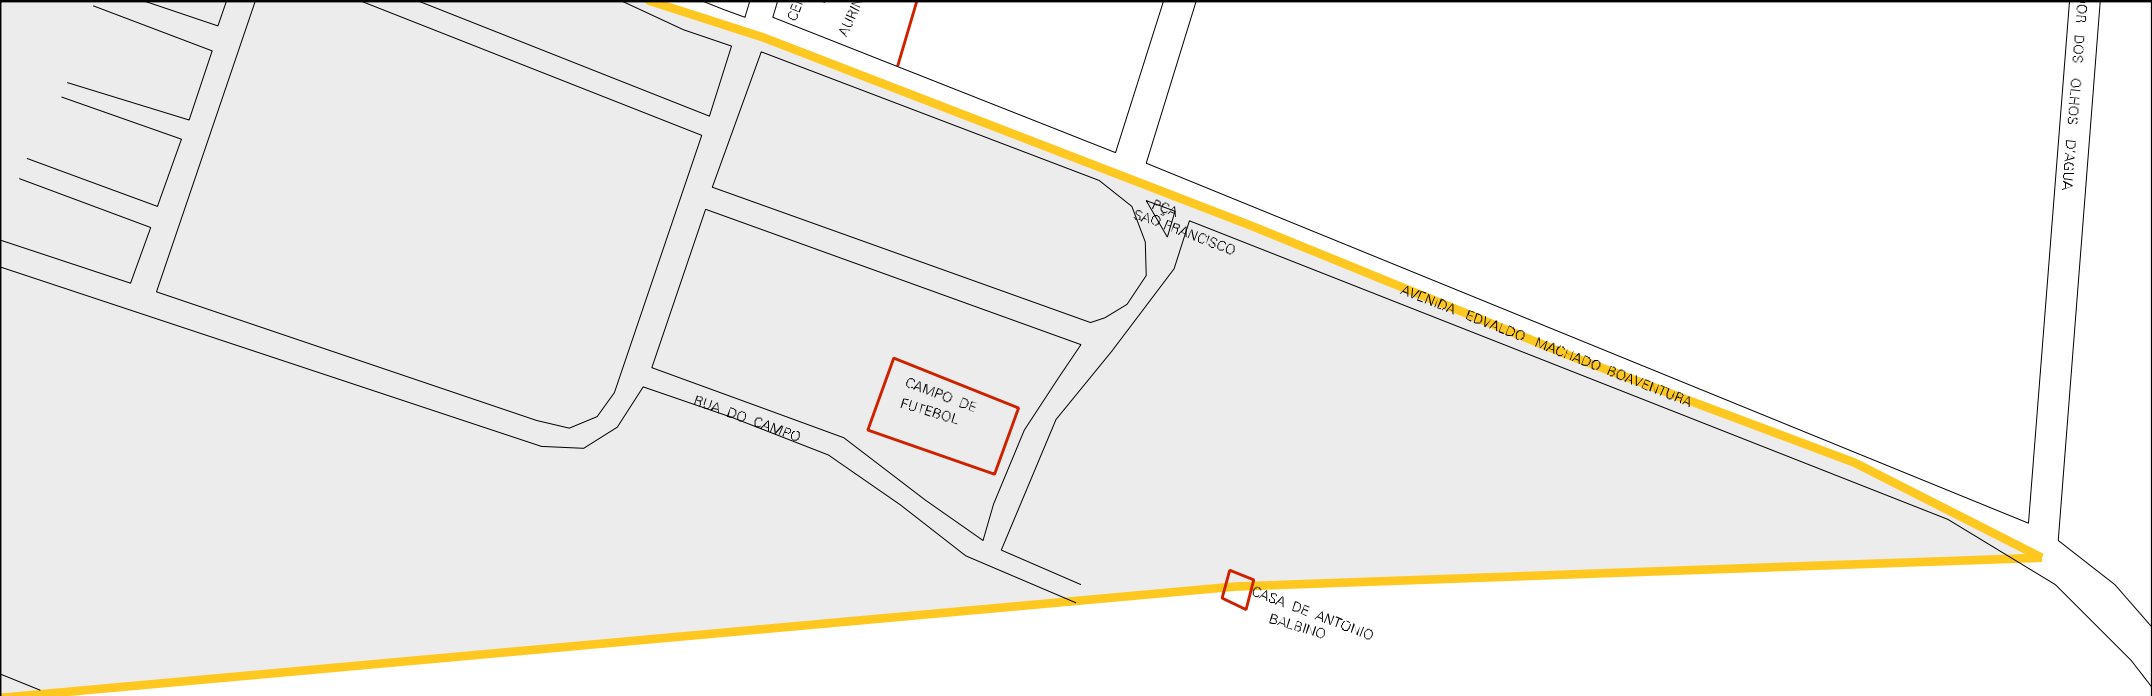 OR DOS OLHOS D'AGUA
PÇA
SAO FRANCISCO
AVENIDA EDVALDO MACHADO BOAVENTURA
CAMPO DE
FUTEBOL
RUA DO CAMPO
CASA DE ANTONIO
BALBINO